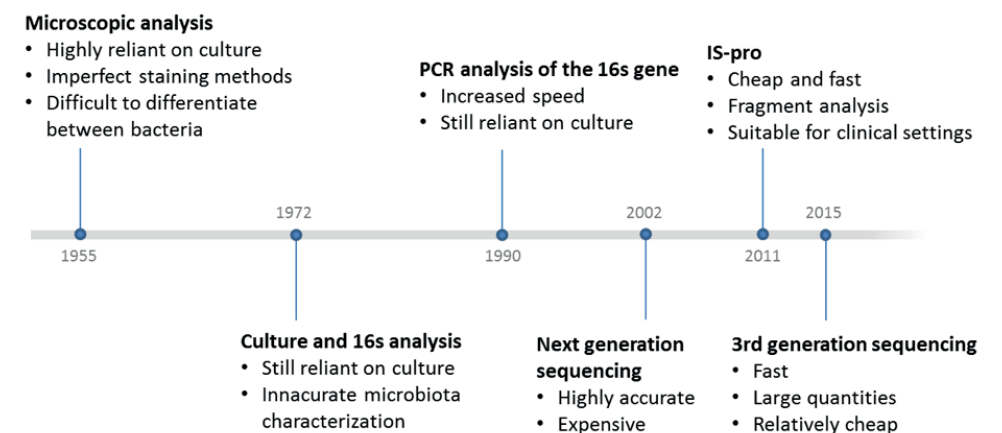 Microscopic analysis
• Highly reliant on culture
• Imperfect staining methods
• Difficult to differentiate
between bacteria
PCR analysis of the 16s gene
• Increased speed
• Still reliant on culture
IS-pro
• Cheap and fast
• Fragment analysis
• Suitable for clinical settings
1972
2002
2015
1955
1990
2011
Culture and 16s analysis
• Still reliant on culture
• Innacurate microbiota
characterization
Next generation
sequencing
• Highly accurate
• Expensive
3rd generation sequencing
• Fast
• Large quantities
• Relatively cheap